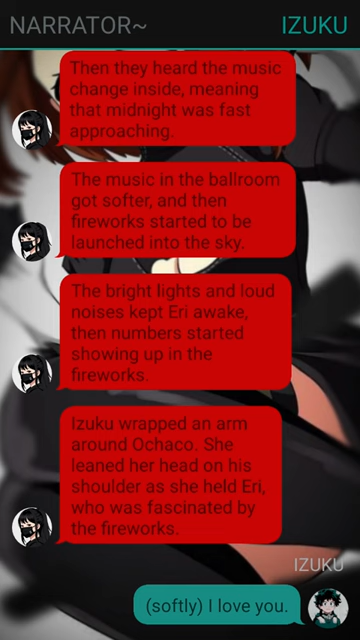 NARRATOR~ IZUKU
Then they heard the music
change inside, meaning
that midnight was fast
approaching.
The music in the ballroom
got softer, and then
fireworks started to be
launched into the sky.
The bright lights and loud
noises kept Eri awake,
then numbers started
showing up in the
fireworks.
Izuku wrapped an arm
around Ochaco. She
leaned her head on his
shoulder as she held Eri,
who was fascinated by
the fireworks.
IZUKU
(softly) I love you.